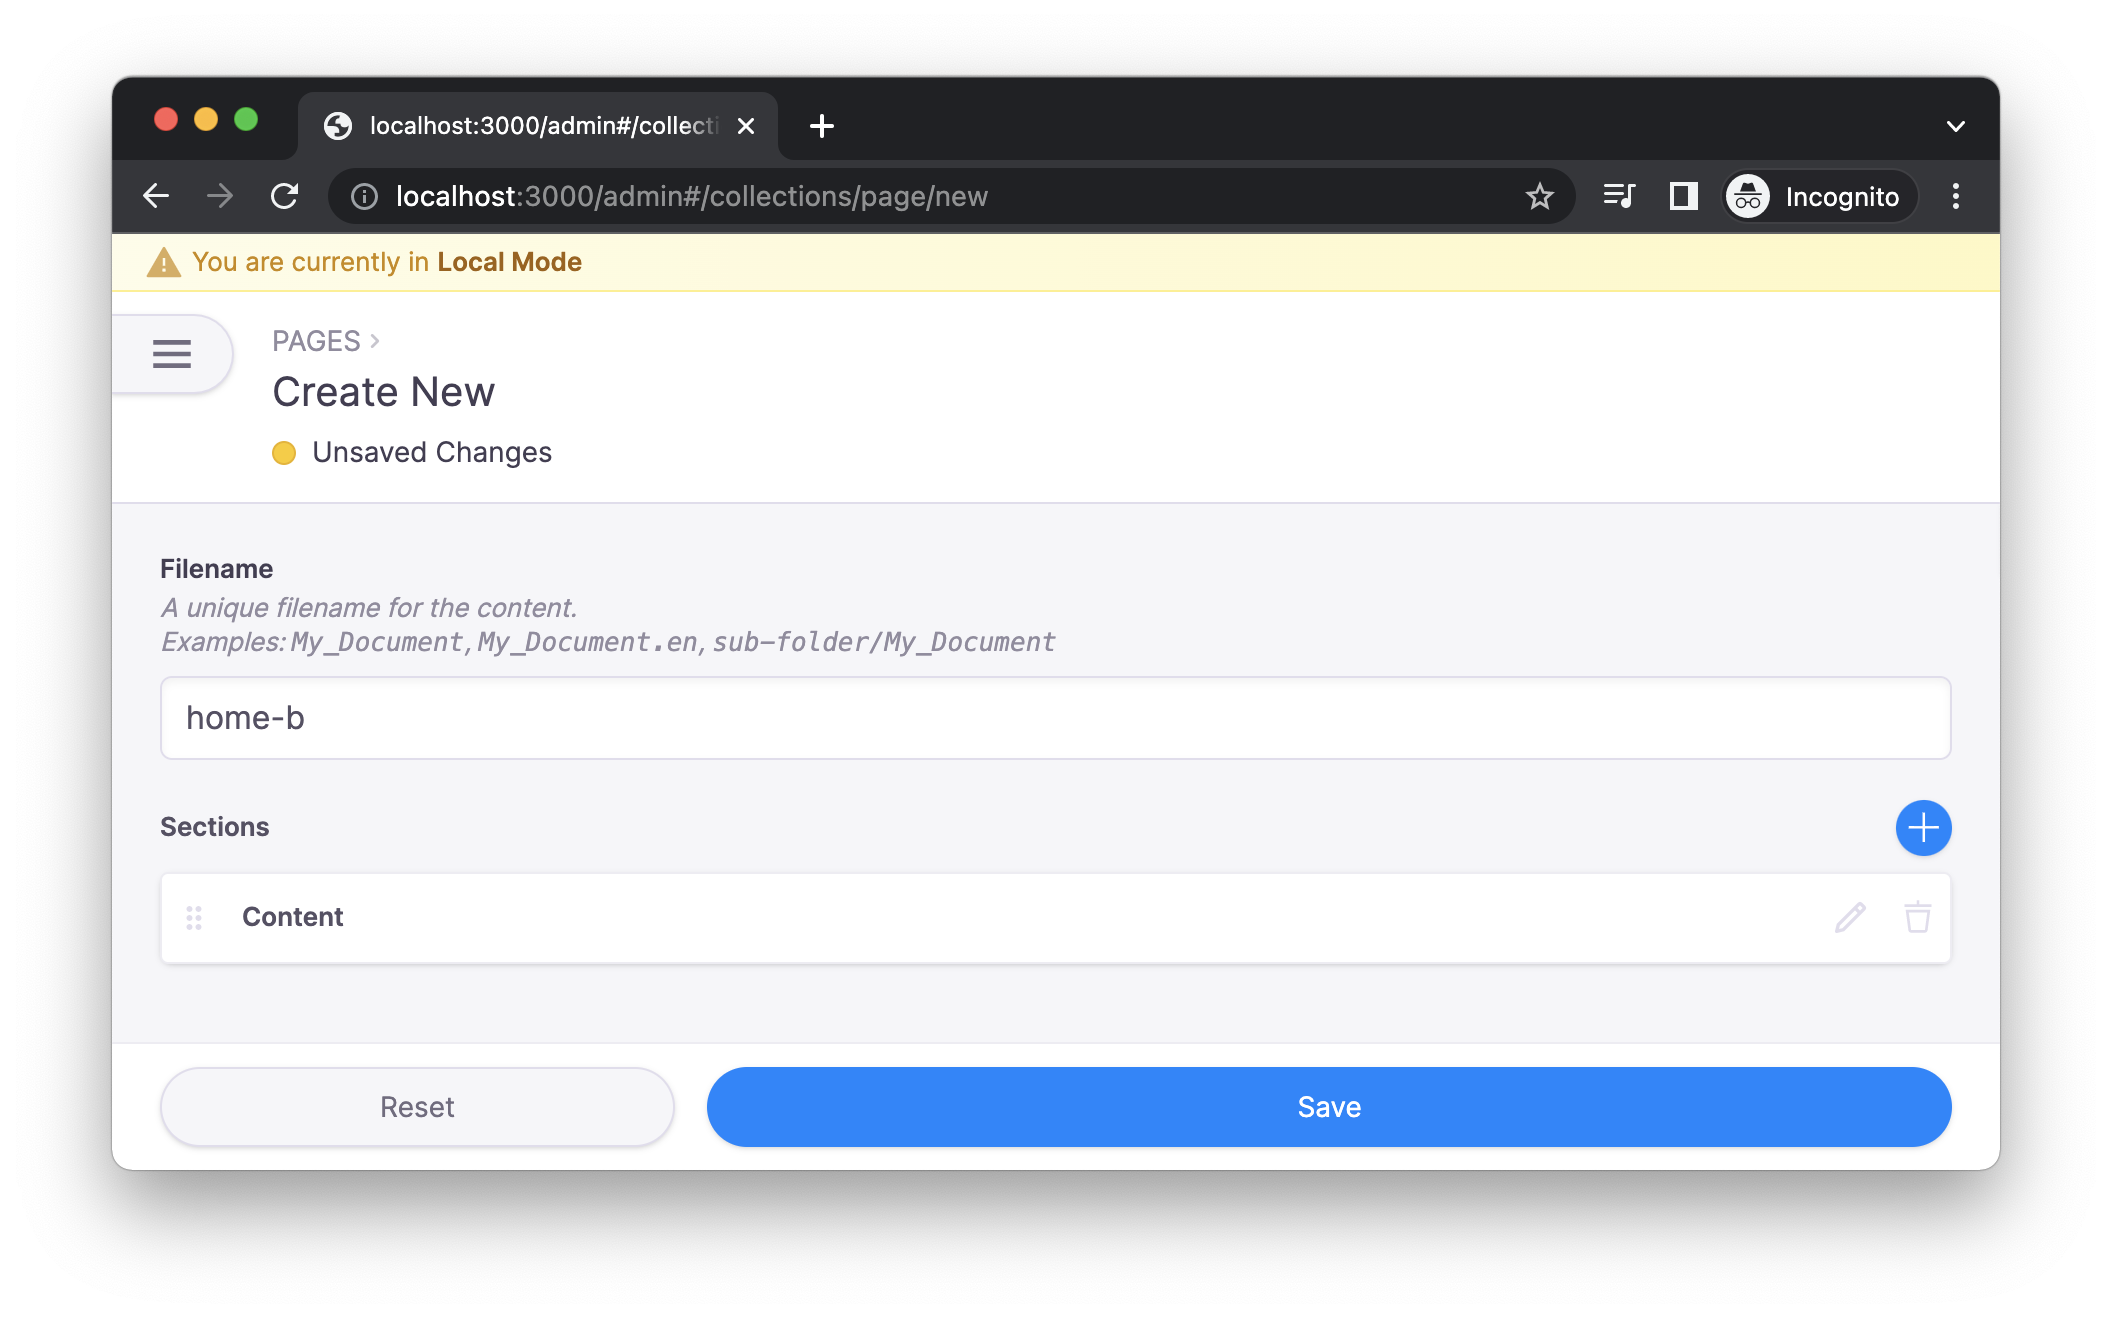 localhost:3000/admin#/collecti
localhost:3000/admin#/collections/page/new
Incognito
You are currently in Local Mode
PAGES
Create New
Unsaved Changes
Filename
A unique filename for the content.
Examples: My_Document, My_Document.en, sub-folder/My_Document
home-b
Sections
Content
Reset
Save